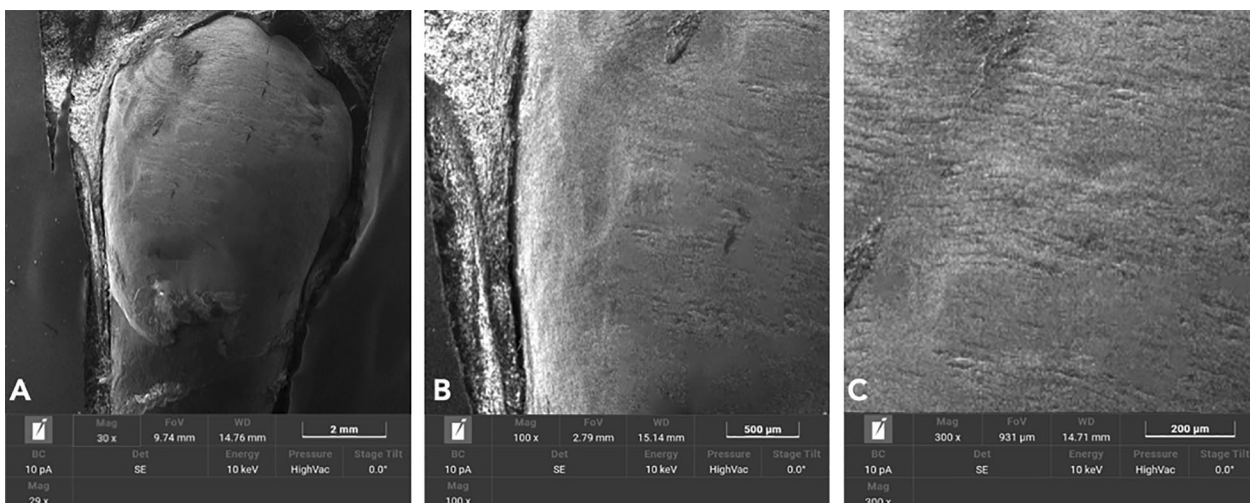 A
Mag FoV WD
30 x 9.74 mm 14.76 mm 2 mm
BC Det Energy Pressure Stage Tilt
10 pA SE 10 keV HighVac 0.0°
Mag
29 x
B
Mag FoV WD
100 x 2.79 mm 15.14 mm 500 µm
BC Det Energy Pressure Stage Tilt
10 pA SE 10 keV HighVac 0.0°
Mag
100 x
C
Mag FoV WD
300 x 931 µm 14.71 mm 200 µm
BC Det Energy Pressure Stage Tilt
10 pA SE 10 keV HighVac 0.0°
Mag
300 x